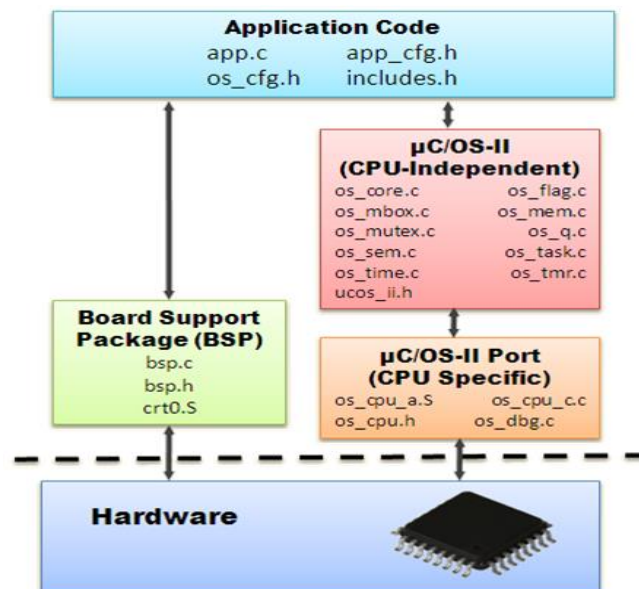 Application Code
app.c app_cfg.h
os_cfg.h includes.h
µC/OS-II
(CPU-Independent)
os_core.c os_flag.c
os_mbox.c os_mem.c
os_mutex.c os_q.c
os_sem.c os_task.c
os_time.c os_tmr.c
ucos_ii.h
Board Support
Package (BSP)
bsp.c
bsp.h
crt0.S
µC/OS-II Port
(CPU Specific)
os_cpu_a.S os_cpu_c.c
os_cpu.h os_dbg.c
Hardware